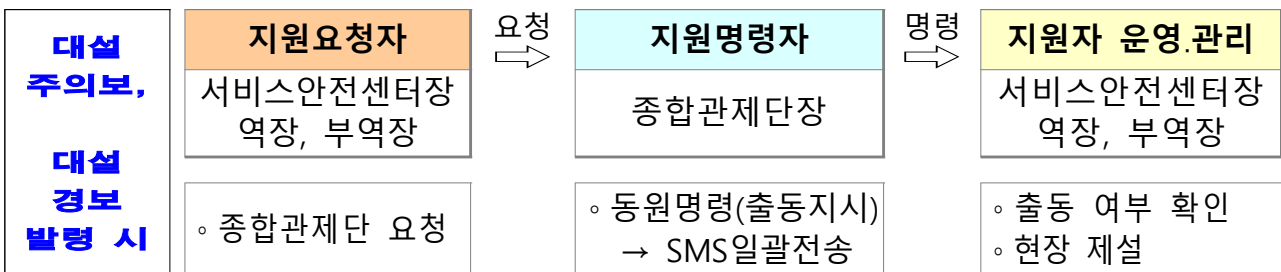 대설
주의보,
대설
경보
발령 시
지원요청자
서비스안전센터장
역장, 부역장
◦종합관제단 요청
요청
지원명령자
종합관제단장
◦동원명령(출동지시)
→ SMS일괄전송
명령
지원자 운영.관리
서비스안전센터장
역장, 부역장
◦출동 여부 확인
◦현장 제설